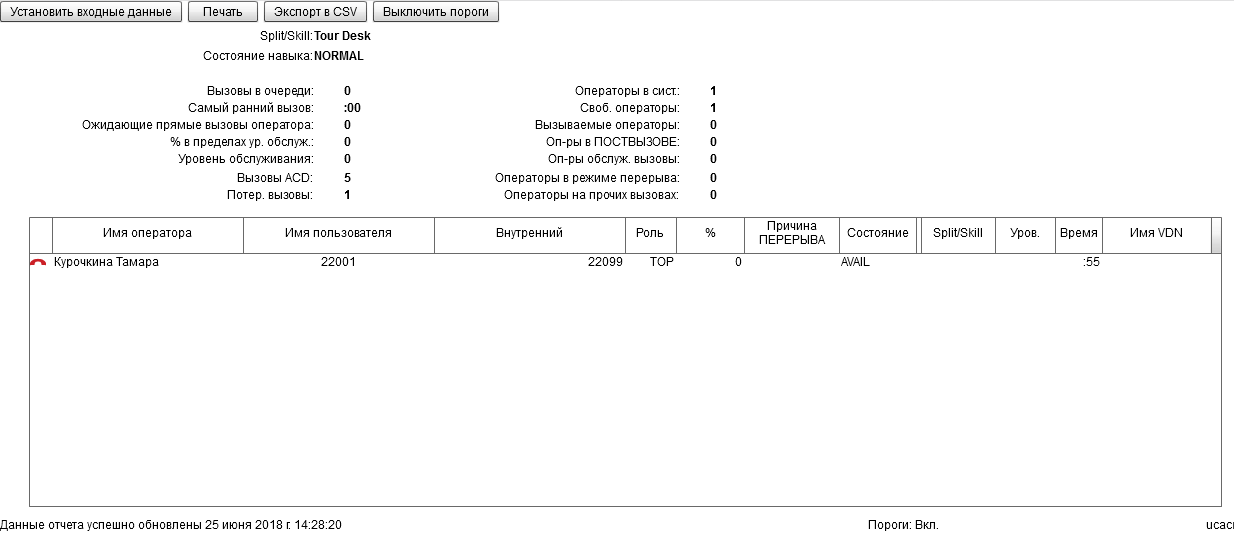 Установить входные данные Печать Экспорт в CSV Выключить пороги
Split/Skill: Tour Desk
Состояние навыка: NORMAL
Вызовы в очереди: 0 Операторы в сист.: 1
Самый ранний вызов: :00 Своб. операторы: 1
Ожидающие прямые вызовы оператора: 0 Вызываемые операторы: 0
% в пределах ур. обслуж.: 0 Оп-ры в ПОСТВЫЗОВЕ: 0
Уровень обслуживания: 0 Оп-ры обслуж. вызовы: 0
Вызовы ACD: 5 Операторы в режиме перерыва: 0
Потер. вызовы: 1 Операторы на прочих вызовах: 0
Имя оператора Имя пользователя Внутренний Роль % Причина ПЕРЕРЫВА Состояние Split/Skill Уров. Время Имя VDN
Курочкина Тамара 22001 22099 TOP 0 AVAIL :55
Данные отчета успешно обновлены 25 июня 2018 г. 14:28:20 Пороги: Вкл.